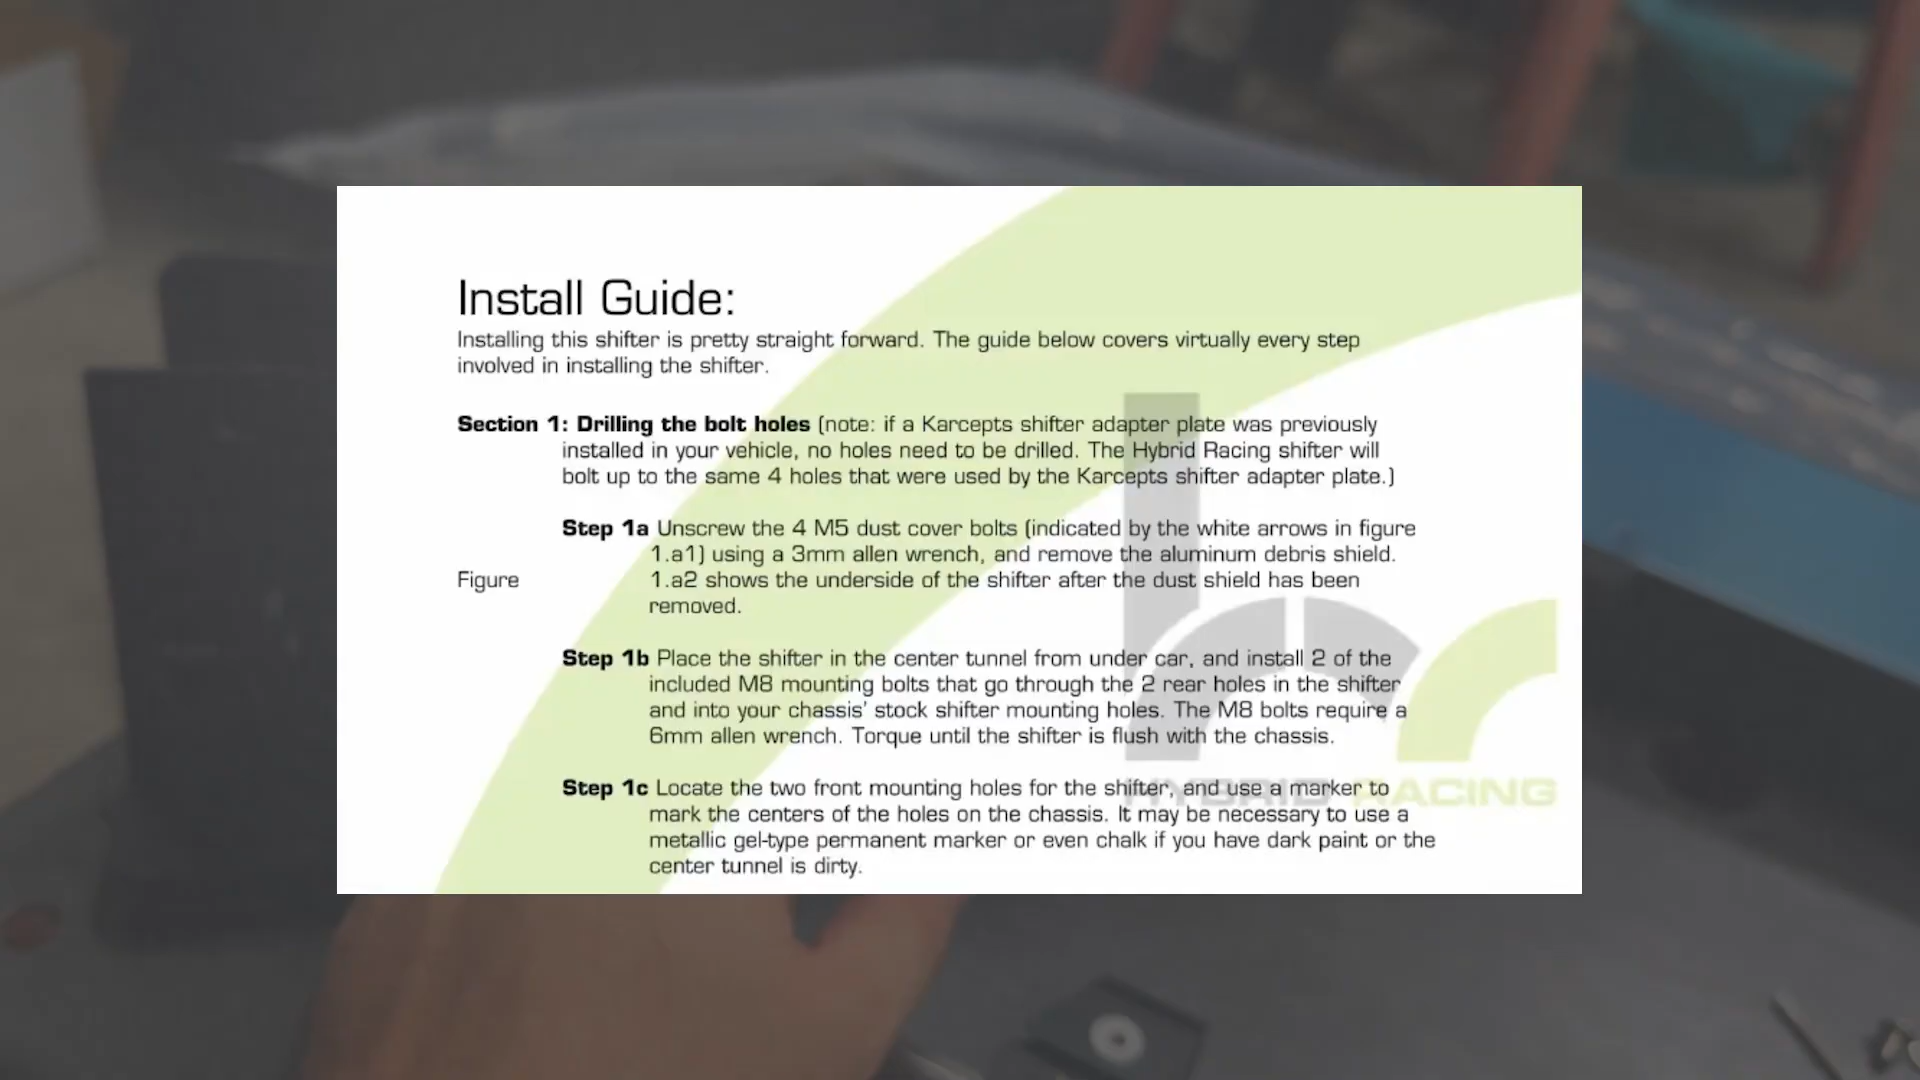 Install Guide:
Installing this shifter is pretty straight forward. The guide below covers virtually every step
involved in installing the shifter.
Section 1: Drilling the bolt holes (note: if a Karcepts shifter adapter plate was previously
installed in your vehicle, no holes need to be drilled. The Hybrid Racing shifter will
bolt up to the same 4 holes that were used by the Karcepts shifter adapter plate.)
Step 1a Unscrew the 4 M5 dust cover bolts (indicated by the white arrows in figure
1.a1) using a 3mm allen wrench, and remove the aluminum debris shield.
Figure 1.a2 shows the underside of the shifter after the dust shield has been
removed.
Step 1b Place the shifter in the center tunnel from under car, and install 2 of the
included M8 mounting bolts that go through the 2 rear holes in the shifter
and into your chassis' stock shifter mounting holes. The M8 bolts require a
6mm allen wrench. Torque until the shifter is flush with the chassis.
Step 1c Locate the two front mounting holes for the shifter, and use a marker to
mark the centers of the holes on the chassis. It may be necessary to use a
metallic gel-type permanent marker or even chalk if you have dark paint or the
center tunnel is dirty.
HYBRID RACING